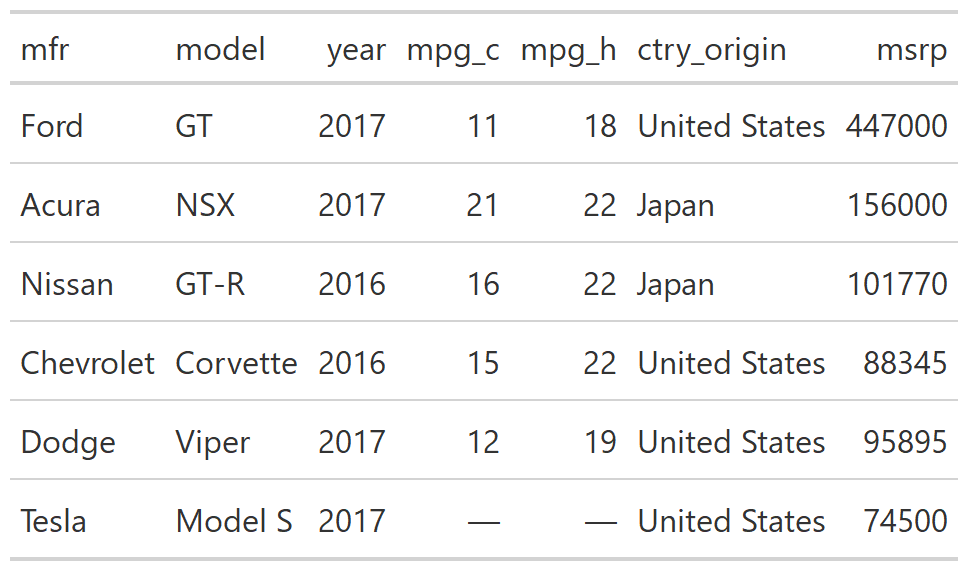 mfr model year mpg_c mpg_h ctry_origin msrp
Ford GT 2017 11 18 United States 447000
Acura NSX 2017 21 22 Japan 156000
Nissan GT-R 2016 16 22 Japan 101770
Chevrolet Corvette 2016 15 22 United States 88345
Dodge Viper 2017 12 19 United States 95895
Tesla Model S 2017 — — United States 74500